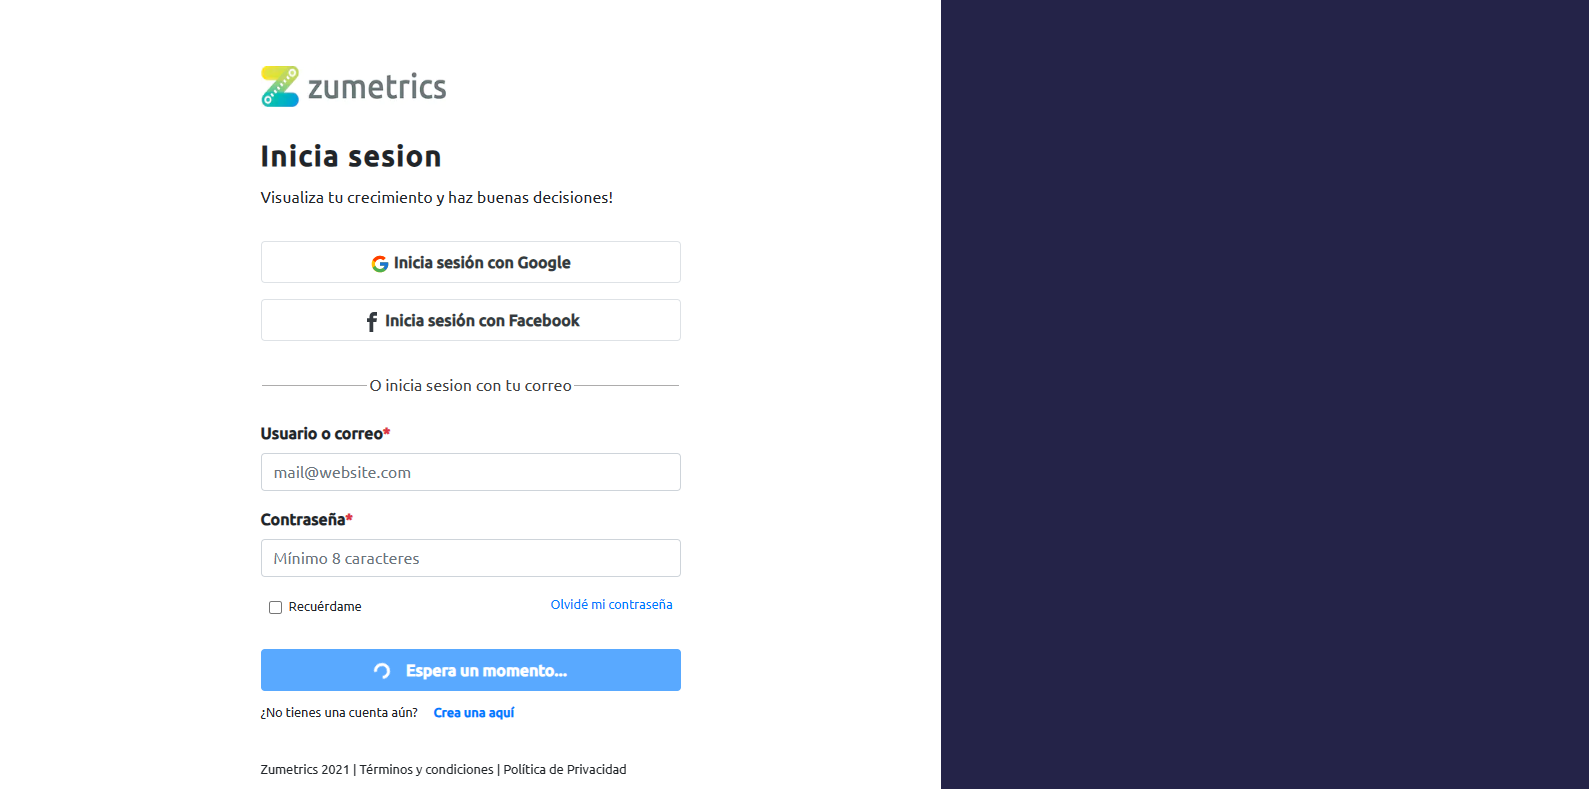 zumetrics
Inicia sesion
Visualiza tu crecimiento y haz buenas decisiones!
Inicia sesión con Google
Inicia sesión con Facebook
O inicia sesion con tu correo
Usuario o correo*
mail@website.com
Contraseña*
Mínimo 8 caracteres
Recuérdame
Olvidé mi contraseña
Espera un momento...
¿No tienes una cuenta aún? Crea una aquí
Zumetrics 2021 | Términos y condiciones | Política de Privacidad